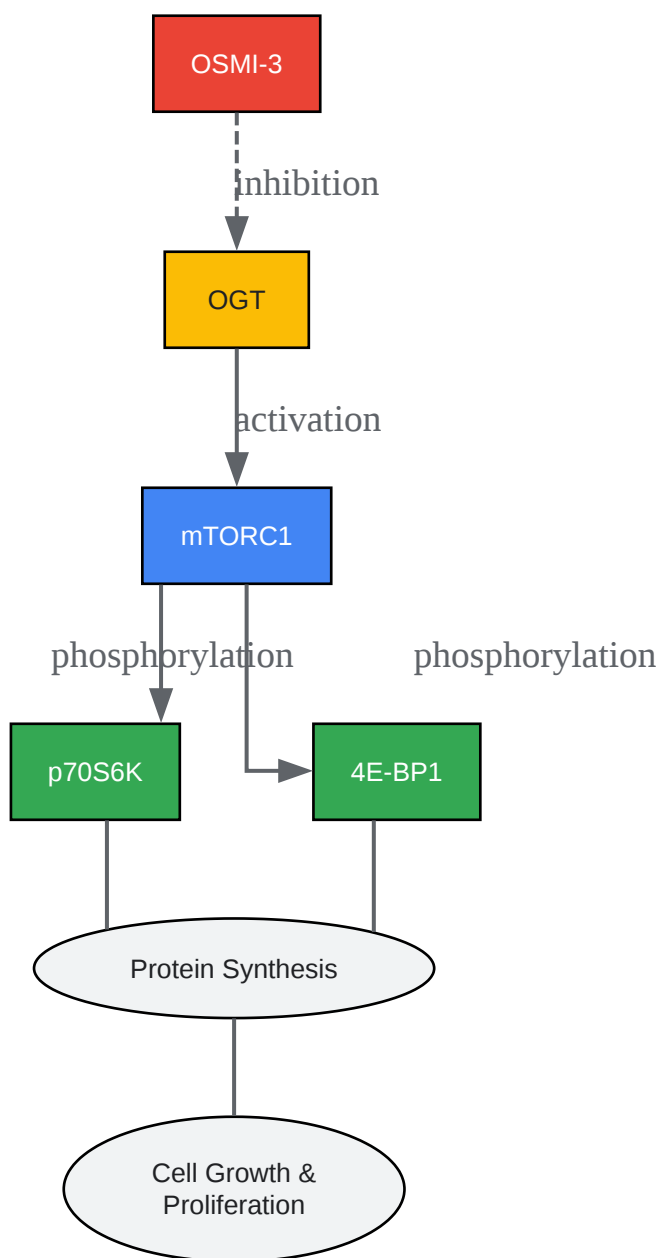 OSMI-3
inhibition
OGT
activation
mTORC1
phosphorylation
phosphorylation
p70S6K
4E-BP1
Protein Synthesis
Cell Growth &
Proliferation